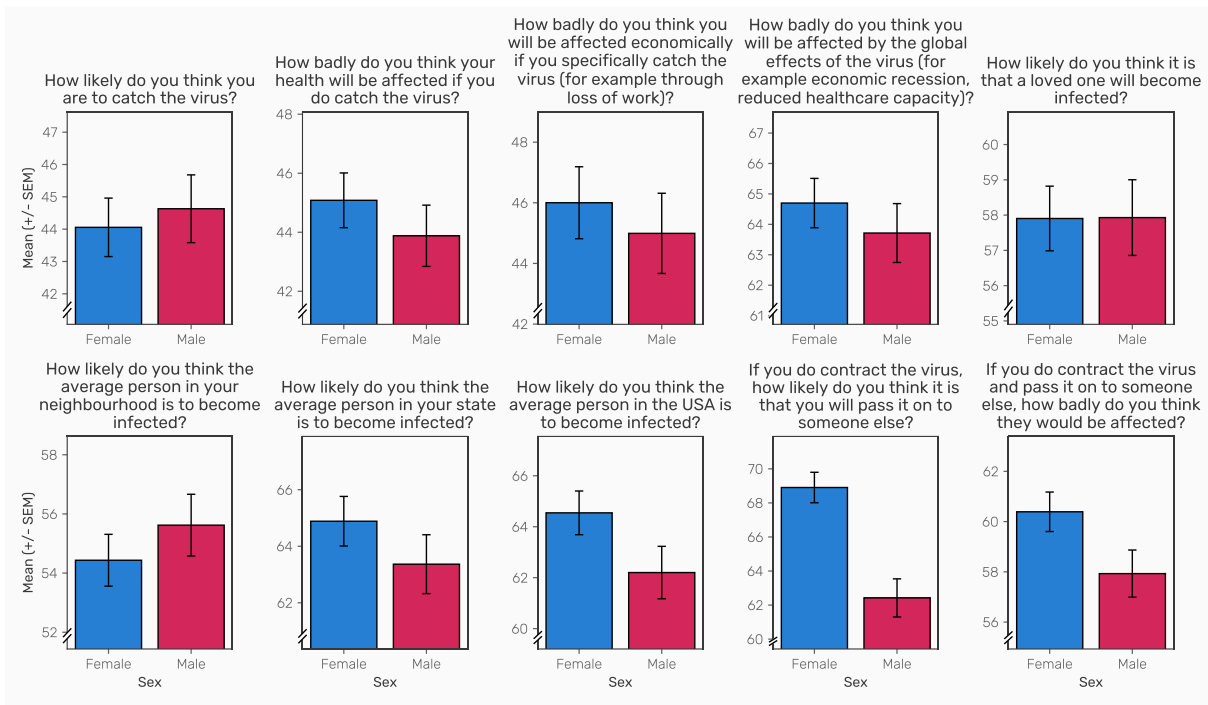 How likely do you think you
are to catch the virus?
How badly do you think your
health will be affected if you
do catch the virus?
How badly do you think you
will be affected economically
if you specifically catch the
virus (for example through
loss of work)?
How badly do you think you
will be affected by the global
effects of the virus (for
example economic recession,
reduced healthcare capacity)?
How likely do you think it is
that a loved one will become
infected?
Mean (+/- SEM)
47
46
45
44
43
42
Female Male
48
46
44
42
Female Male
48
46
44
42
Female Male
67
66
65
64
63
62
61
Female Male
60
59
58
57
56
55
Female Male
How likely do you think the
average person in your
neighbourhood is to become
infected?
How likely do you think the
average person in your state
is to become infected?
How likely do you think the
average person in the USA is
to become infected?
If you do contract the virus,
how likely do you think it is
that you will pass it on to
someone else?
If you do contract the virus
and pass it on to someone
else, how badly do you think
they would be affected?
Mean (+/- SEM)
58
56
54
52
Female Male
Sex
66
64
62
Female Male
Sex
66
64
62
60
Female Male
Sex
70
68
66
64
62
60
Female Male
Sex
62
60
58
56
Female Male
Sex